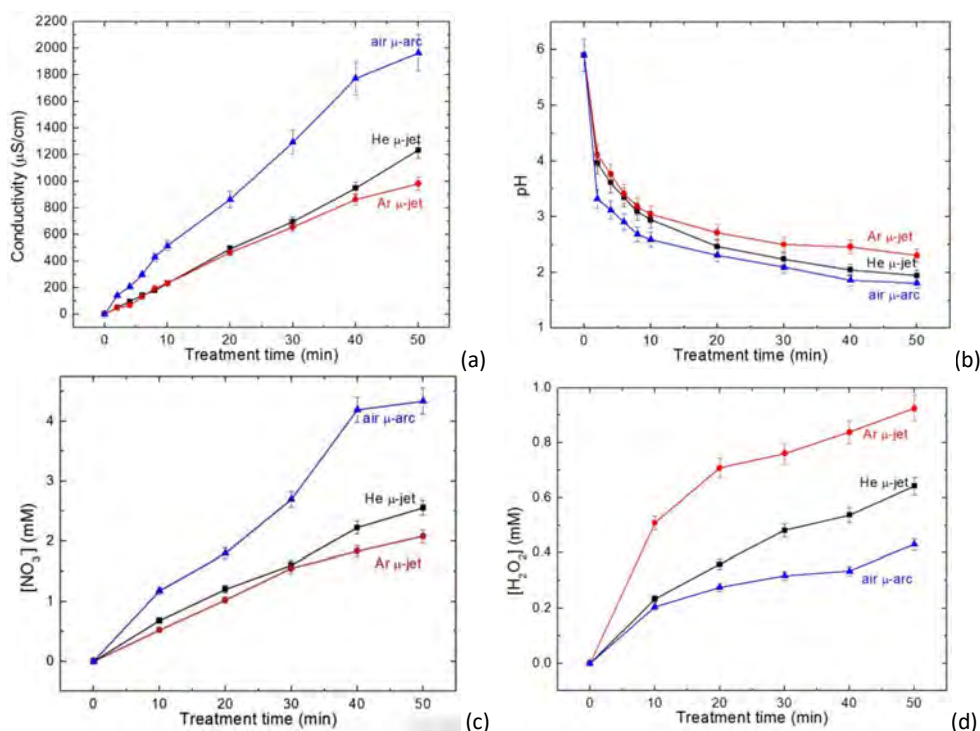 2200
2000
1800
1600
1400
1200
1000
800
600
400
200
0
Conductivity (μS/cm)
air μ-arc
He μ-jet
Ar μ-jet
0 10 20 30 40 50
Treatment time (min)
(a)
6
5
4
3
2
1
pH
Ar μ-jet
He μ-jet
air μ-arc
0 10 20 30 40 50
Treatment time (min)
(b)
4
3
2
1
0
[NO₃] (mM)
air μ-arc
He μ-jet
Ar μ-jet
0 10 20 30 40 50
Treatment time (min)
(c)
1.0
0.8
0.6
0.4
0.2
0.0
[H₂O₂] (mM)
Ar μ-jet
He μ-jet
air μ-arc
0 10 20 30 40 50
Treatment time (min)
(d)